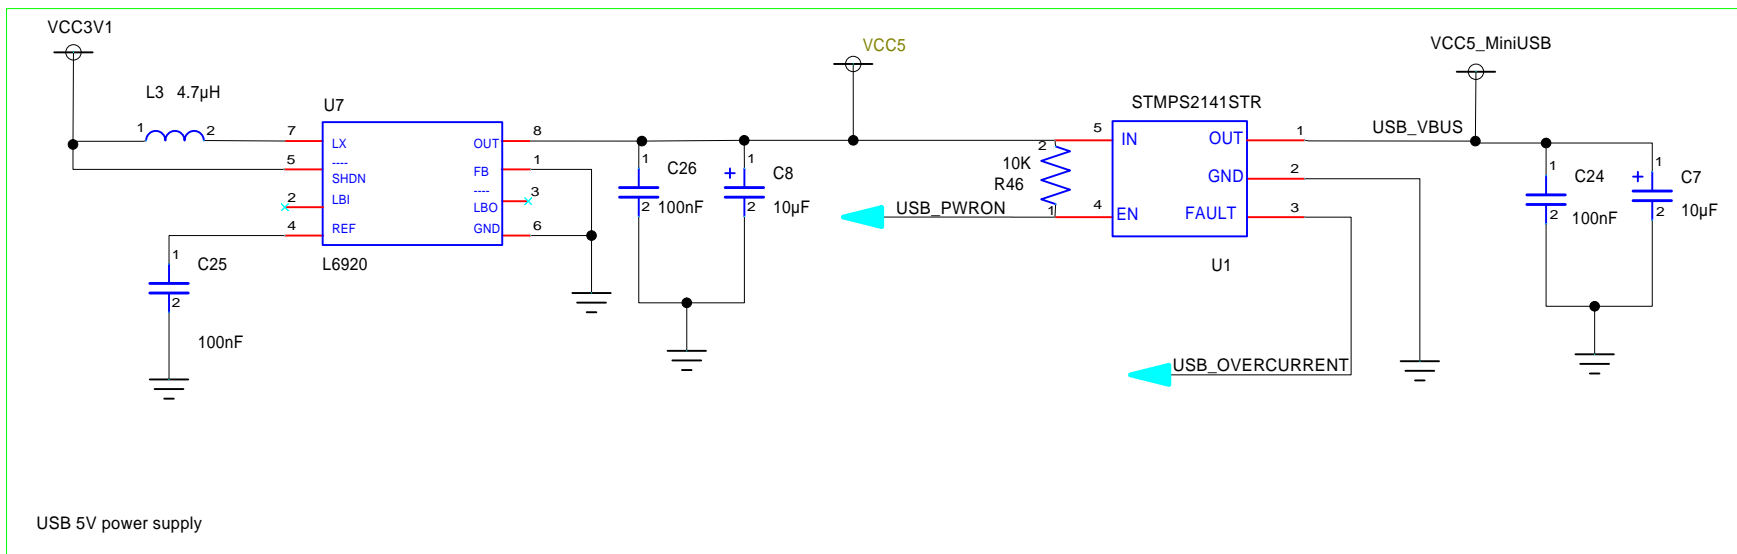 VCC3V1
VCC5
VCC5_MiniUSB
L3 4.7µH
STMPS2141STR
U7
1 2 7 LX OUT 8
5 ---- SHDN FB 1
2 LBI ---- LBO 3
4 REF GND 6
L6920
1
C25
2
100nF
1
C26
2
100nF
1
+ C8
2
10µF
2
10K
R46
1
USB_PWRON
5 IN OUT 1
GND 2
4 EN FAULT 3
U1
USB_VBUS
1
C24
2
100nF
1
+ C7
2
10µF
USB_OVERCURRENT
USB 5V power supply